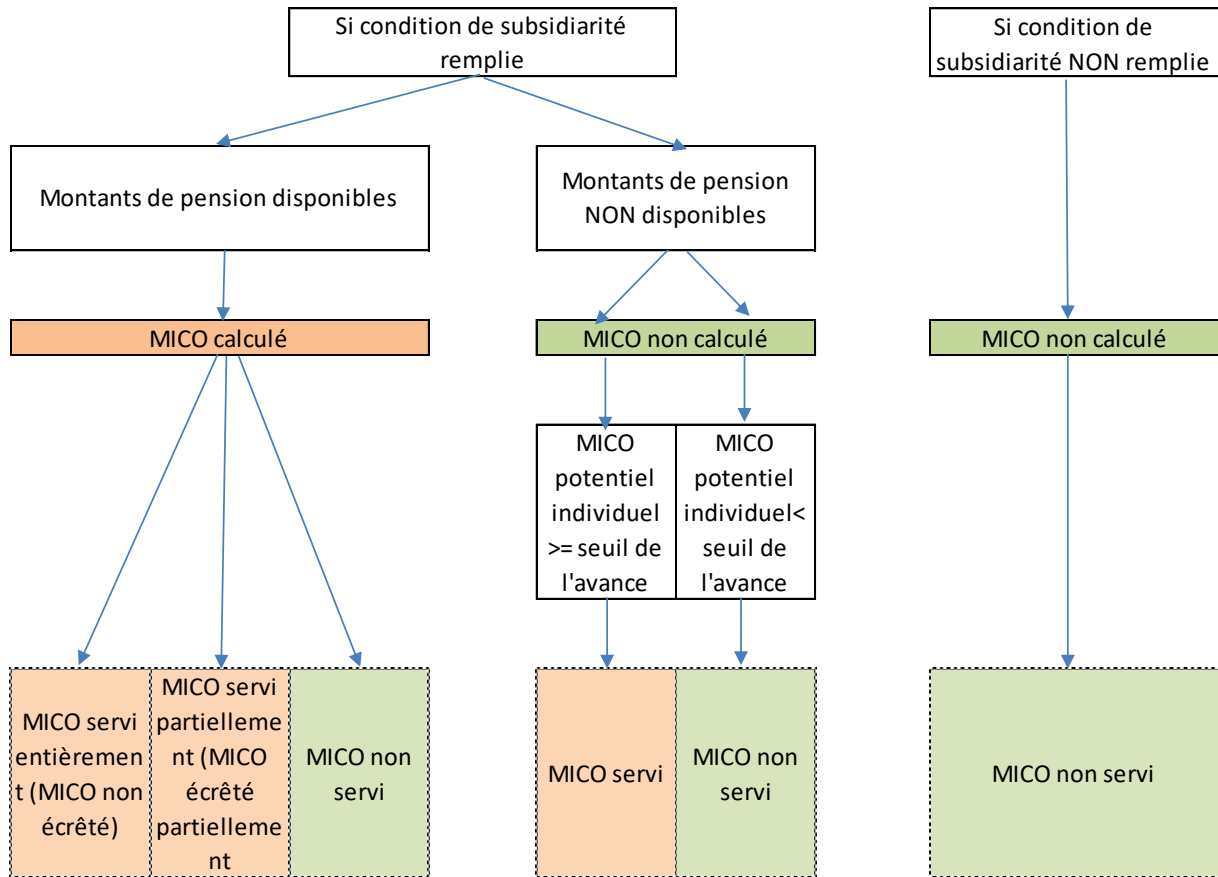 Si condition de subsidiarité
remplie
Si condition de
subsidiarité NON remplie
Montants de pension disponibles
Montants de pension
NON disponibles
MICO calculé
MICO non calculé
MICO non calculé
MICO
potentiel
individuel
>= seuil de
l'avance
MICO
potentiel
individuel<
seuil de
l'avance
MICO servi
entièremen
t (MICO non
écrêté)
MICO servi
partielleme
nt (MICO
écrêté
partielleme
nt
MICO non
servi
MICO servi
MICO non
servi
MICO non servi